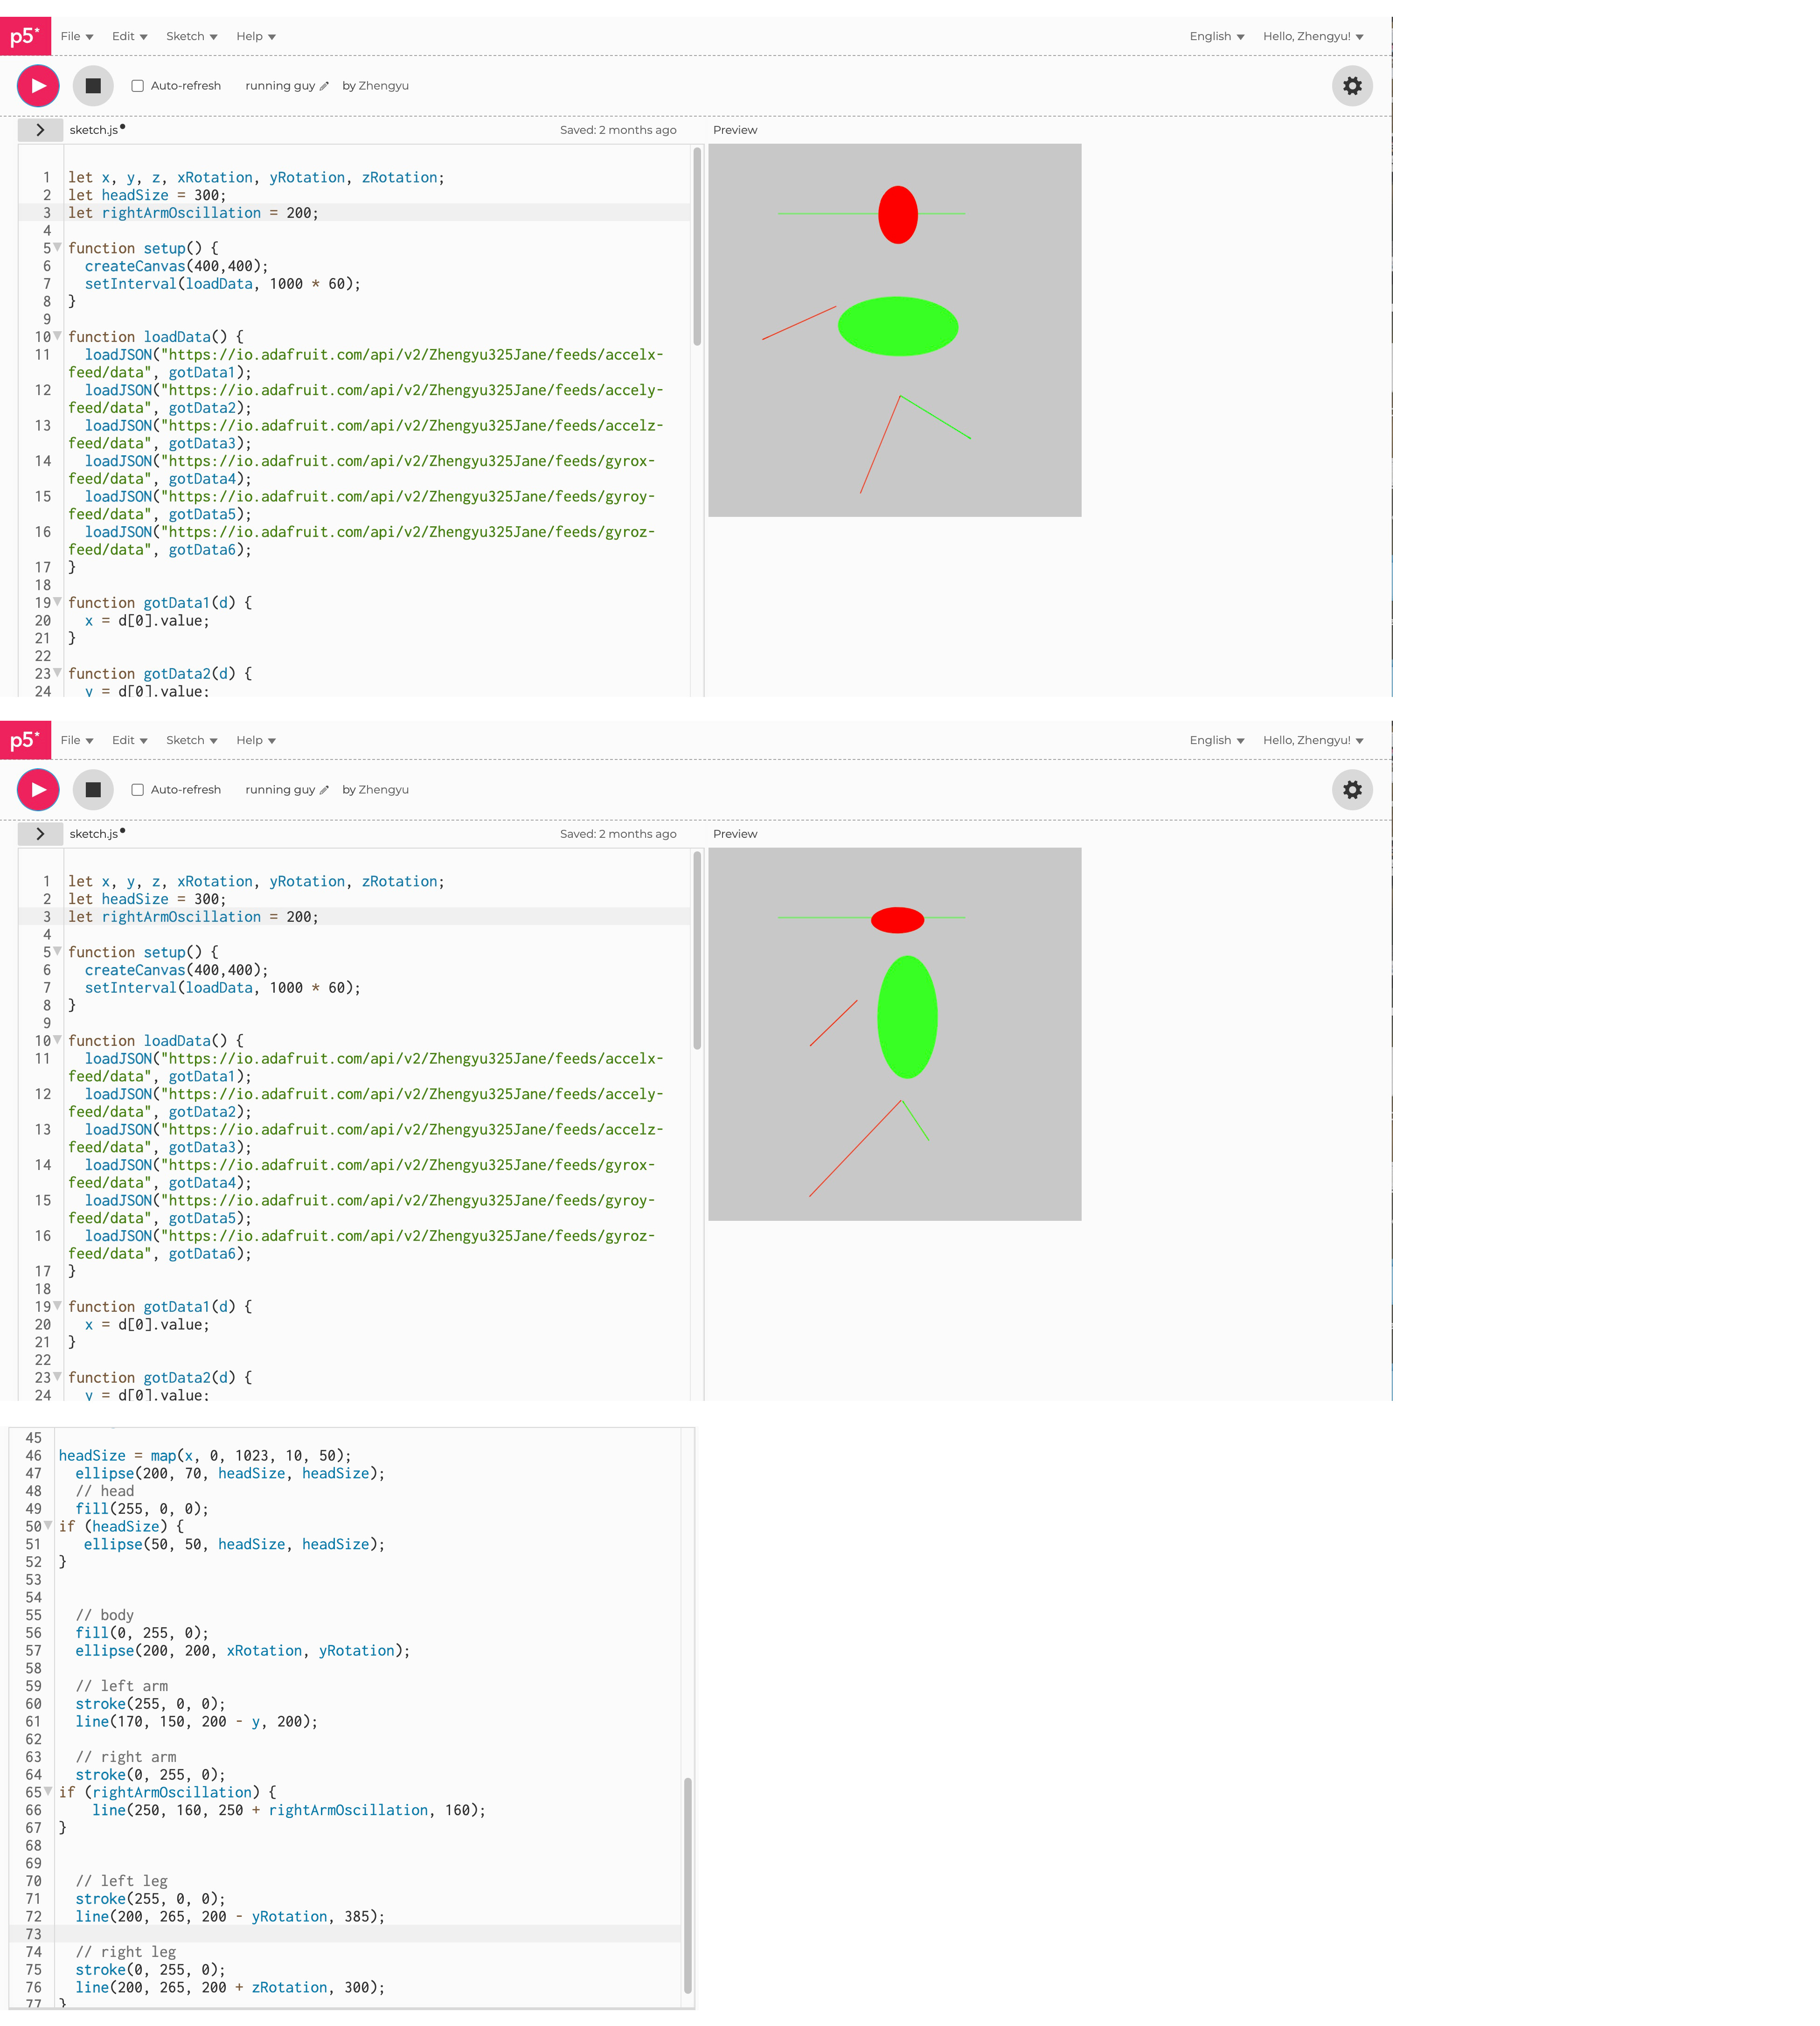 p5* File Edit Sketch Help English Hello, Zhengyu!
Auto-refresh running guy by Zhengyu
sketch.js Saved: 2 months ago Preview
1 let x, y, z, xRotation, yRotation, zRotation;
2 let headSize = 300;
3 let rightArmOscillation = 200;
4
5 function setup() {
6 createCanvas(400,400);
7 setInterval(loadData, 1000 * 60);
8 }
9
10 function loadData() {
11 loadJSON("https://io.adafruit.com/api/v2/Zhengyu325Jane/feeds/accelx-
feed/data", gotData1);
12 loadJSON("https://io.adafruit.com/api/v2/Zhengyu325Jane/feeds/accely-
feed/data", gotData2);
13 loadJSON("https://io.adafruit.com/api/v2/Zhengyu325Jane/feeds/accelz-
feed/data", gotData3);
14 loadJSON("https://io.adafruit.com/api/v2/Zhengyu325Jane/feeds/gyrox-
feed/data", gotData4);
15 loadJSON("https://io.adafruit.com/api/v2/Zhengyu325Jane/feeds/gyroy-
feed/data", gotData5);
16 loadJSON("https://io.adafruit.com/api/v2/Zhengyu325Jane/feeds/gyroz-
feed/data", gotData6);
17 }
18
19 function gotData1(d) {
20 x = d[0].value;
21 }
22
23 function gotData2(d) {
24 y = d[0].value;
p5* File Edit Sketch Help English Hello, Zhengyu!
Auto-refresh running guy by Zhengyu
sketch.js Saved: 2 months ago Preview
1 let x, y, z, xRotation, yRotation, zRotation;
2 let headSize = 300;
3 let rightArmOscillation = 200;
4
5 function setup() {
6 createCanvas(400,400);
7 setInterval(loadData, 1000 * 60);
8 }
9
10 function loadData() {
11 loadJSON("https://io.adafruit.com/api/v2/Zhengyu325Jane/feeds/accelx-
feed/data", gotData1);
12 loadJSON("https://io.adafruit.com/api/v2/Zhengyu325Jane/feeds/accely-
feed/data", gotData2);
13 loadJSON("https://io.adafruit.com/api/v2/Zhengyu325Jane/feeds/accelz-
feed/data", gotData3);
14 loadJSON("https://io.adafruit.com/api/v2/Zhengyu325Jane/feeds/gyrox-
feed/data", gotData4);
15 loadJSON("https://io.adafruit.com/api/v2/Zhengyu325Jane/feeds/gyroy-
feed/data", gotData5);
16 loadJSON("https://io.adafruit.com/api/v2/Zhengyu325Jane/feeds/gyroz-
feed/data", gotData6);
17 }
18
19 function gotData1(d) {
20 x = d[0].value;
21 }
22
23 function gotData2(d) {
24 y = d[0].value;
45
46 headSize = map(x, 0, 1023, 10, 50);
47 ellipse(200, 70, headSize, headSize);
48 // head
49 fill(255, 0, 0);
50 if (headSize) {
51 ellipse(50, 50, headSize, headSize);
52 }
53
54
55 // body
56 fill(0, 255, 0);
57 ellipse(200, 200, xRotation, yRotation);
58
59 // left arm
60 stroke(255, 0, 0);
61 line(170, 150, 200 - y, 200);
62
63 // right arm
64 stroke(0, 255, 0);
65 if (rightArmOscillation) {
66 line(250, 160, 250 + rightArmOscillation, 160);
67 }
68
69
70 // left leg
71 stroke(255, 0, 0);
72 line(200, 265, 200 - yRotation, 385);
73
74 // right leg
75 stroke(0, 255, 0);
76 line(200, 265, 200 + zRotation, 300);
77 }